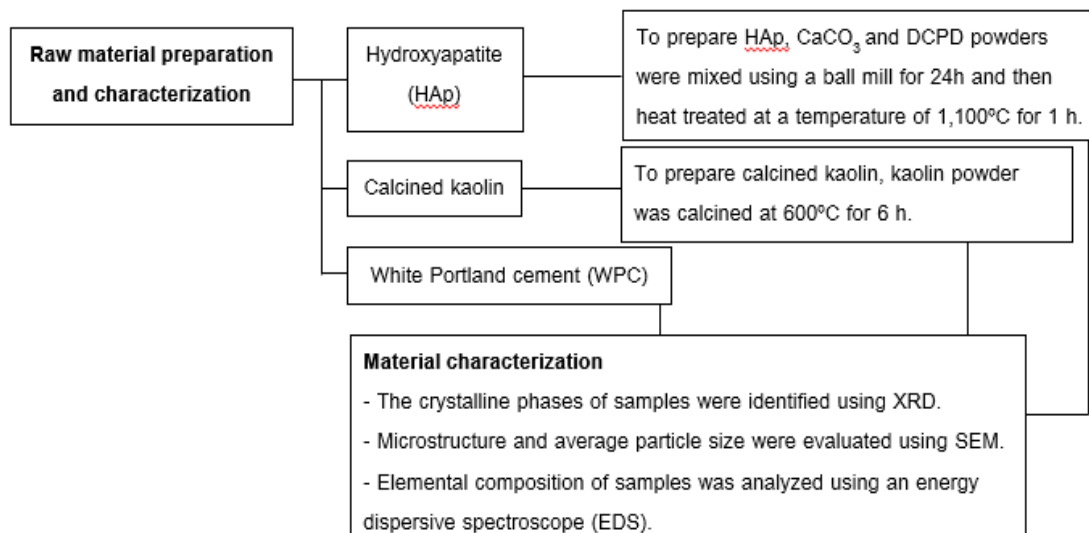 Raw material preparation
and characterization
Hydroxyapatite
(HAp)
To prepare HAp, CaCO₃ and DCPD powders
were mixed using a ball mill for 24h and then
heat treated at a temperature of 1,100ºC for 1 h.
Calcined kaolin
To prepare calcined kaolin, kaolin powder
was calcined at 600ºC for 6 h.
White Portland cement (WPC)
Material characterization
- The crystalline phases of samples were identified using XRD.
- Microstructure and average particle size were evaluated using SEM.
- Elemental composition of samples was analyzed using an energy
dispersive spectroscope (EDS).